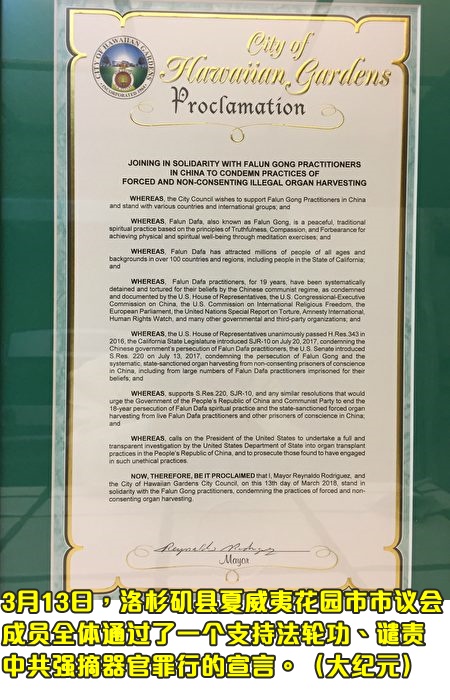 City of
Hawaiian Gardens
Proclamation
CITY OF HAWAIIAN GARDENS
INCORPORATED 1964
JOINING IN SOLIDARITY WITH FALUN GONG PRACTITIONERS
IN CHINA TO CONDEMN PRACTICES OF
FORCED AND NON-CONSENTING ILLEGAL ORGAN HARVESTING
WHEREAS, the City Council wishes to support Falun Gong Practitioners, in China
and stand with various countries and international groups; and
WHEREAS, Falun Dafa, also known as Falun Gong, is a peaceful, traditional
spiritual practice based on the principles of Truthfulness, Compassion, and Forbearance for
achieving physical and spiritual well-being through meditation exercises; and
WHEREAS, Falun Dafa has attracted millions of people of all ages and
backgrounds in over 100 countries and regions, including people in the State of California;
and
WHEREAS, Falun Dafa practitioners, for 19 years, have been systematically
detained and tortured for their beliefs by the Chinese communist regime, as condemned
and documented by the U.S. House of Representatives, the U.S. Congressional-Executive
Commission on China, the U.S. Commission on International Religious Freedom, the
European Parliament, the United Nations Special Report on Torture, Amnesty International,
Human Rights Watch, and many other governmental and third-party organizations; and
WHEREAS, the U.S. House of Representatives unanimously passed H.Res.343 in
2016, the California State Legislature introduced SJR-10 on July 20, 2017, condemning the
Chinese government's persecution of Falun Dafa practitioners, the U.S. Senate introduced
S.Res. 220 on July 13, 2017, condemning the persecution of Falun Gong and the
systematic, state-sanctioned organ harvesting from non-consenting prisoners of conscience
in China, including from large numbers of Falun Dafa practitioners imprisoned for their
beliefs; and
WHEREAS, supports S.Res.220, SJR-10, and any similar resolutions that would
urge the Government of the People's Republic of China and Communist Party to end the
18-year persecution of Falun Dafa spiritual practice and the state-sanctioned forced organ
harvesting from live Falun Dafa practitioners and other prisoners of conscience in China;
and
WHEREAS, calls on the President of the United States to undertake a full and
transparent investigation by the United States Department of State into organ transplant
practices in the People's Republic of China, and to prosecute those found to have engaged
in such unethical practices.
NOW, THEREFORE, BE IT PROCLAIMED that I, Mayor Reynaldo Rodriguez, and
the City of Hawaiian Gardens City Council, on this 13th day of March 2018, stand in
solidarity with the Falun Gong practitioners, condemning the practices of forced and non-
consenting organ harvesting.
Reynaldo Rodriguez
Mayor
3月13日，洛杉矶县夏威夷花园市市议会
成员全体通过了一个支持法轮功、谴责
中共强摘器官罪行的宣言。（大纪元）